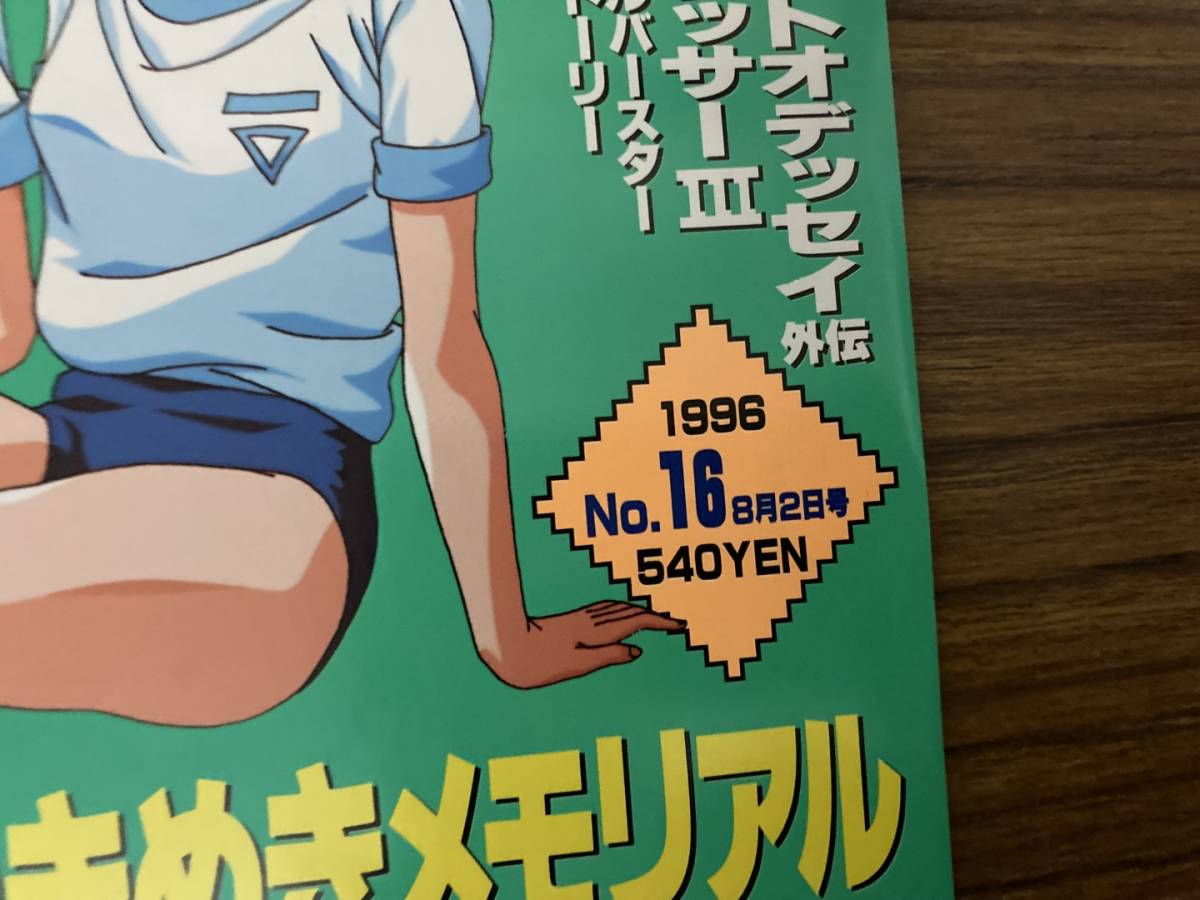 トオデッセイ外伝
ッサーIII
バースター
トーリー
1996
No.16 8月2日号
540YEN
きめきメモリアル